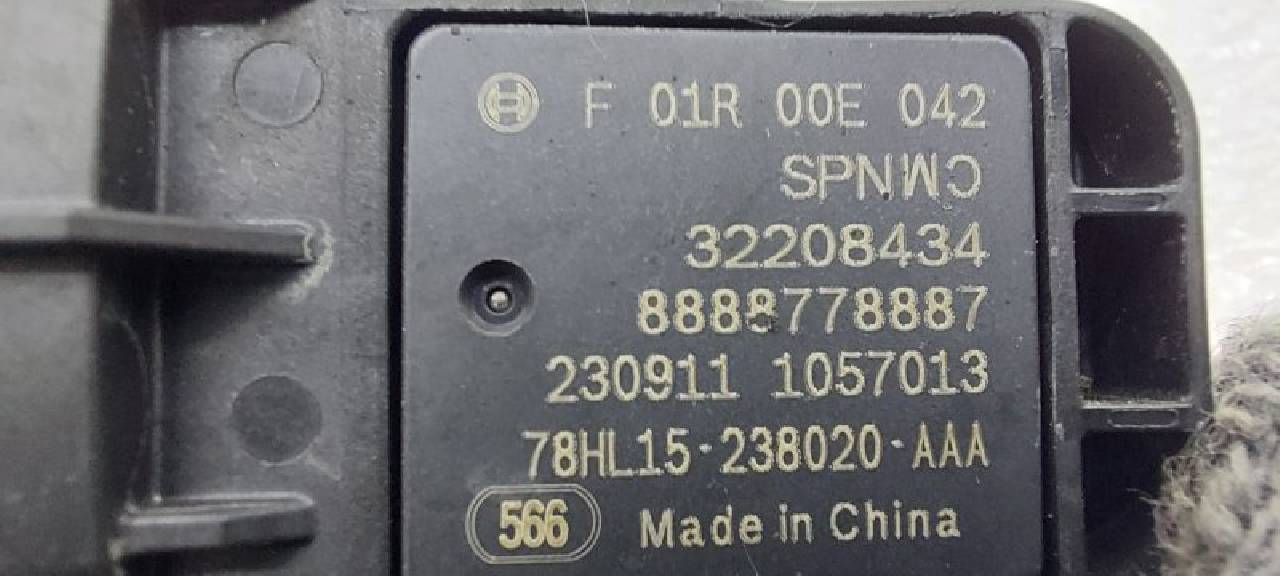 F 01R 00E 042
SPNWC
32208434
8888778887
230911 1057013
78HL15-238020-AAA
566 Made in China